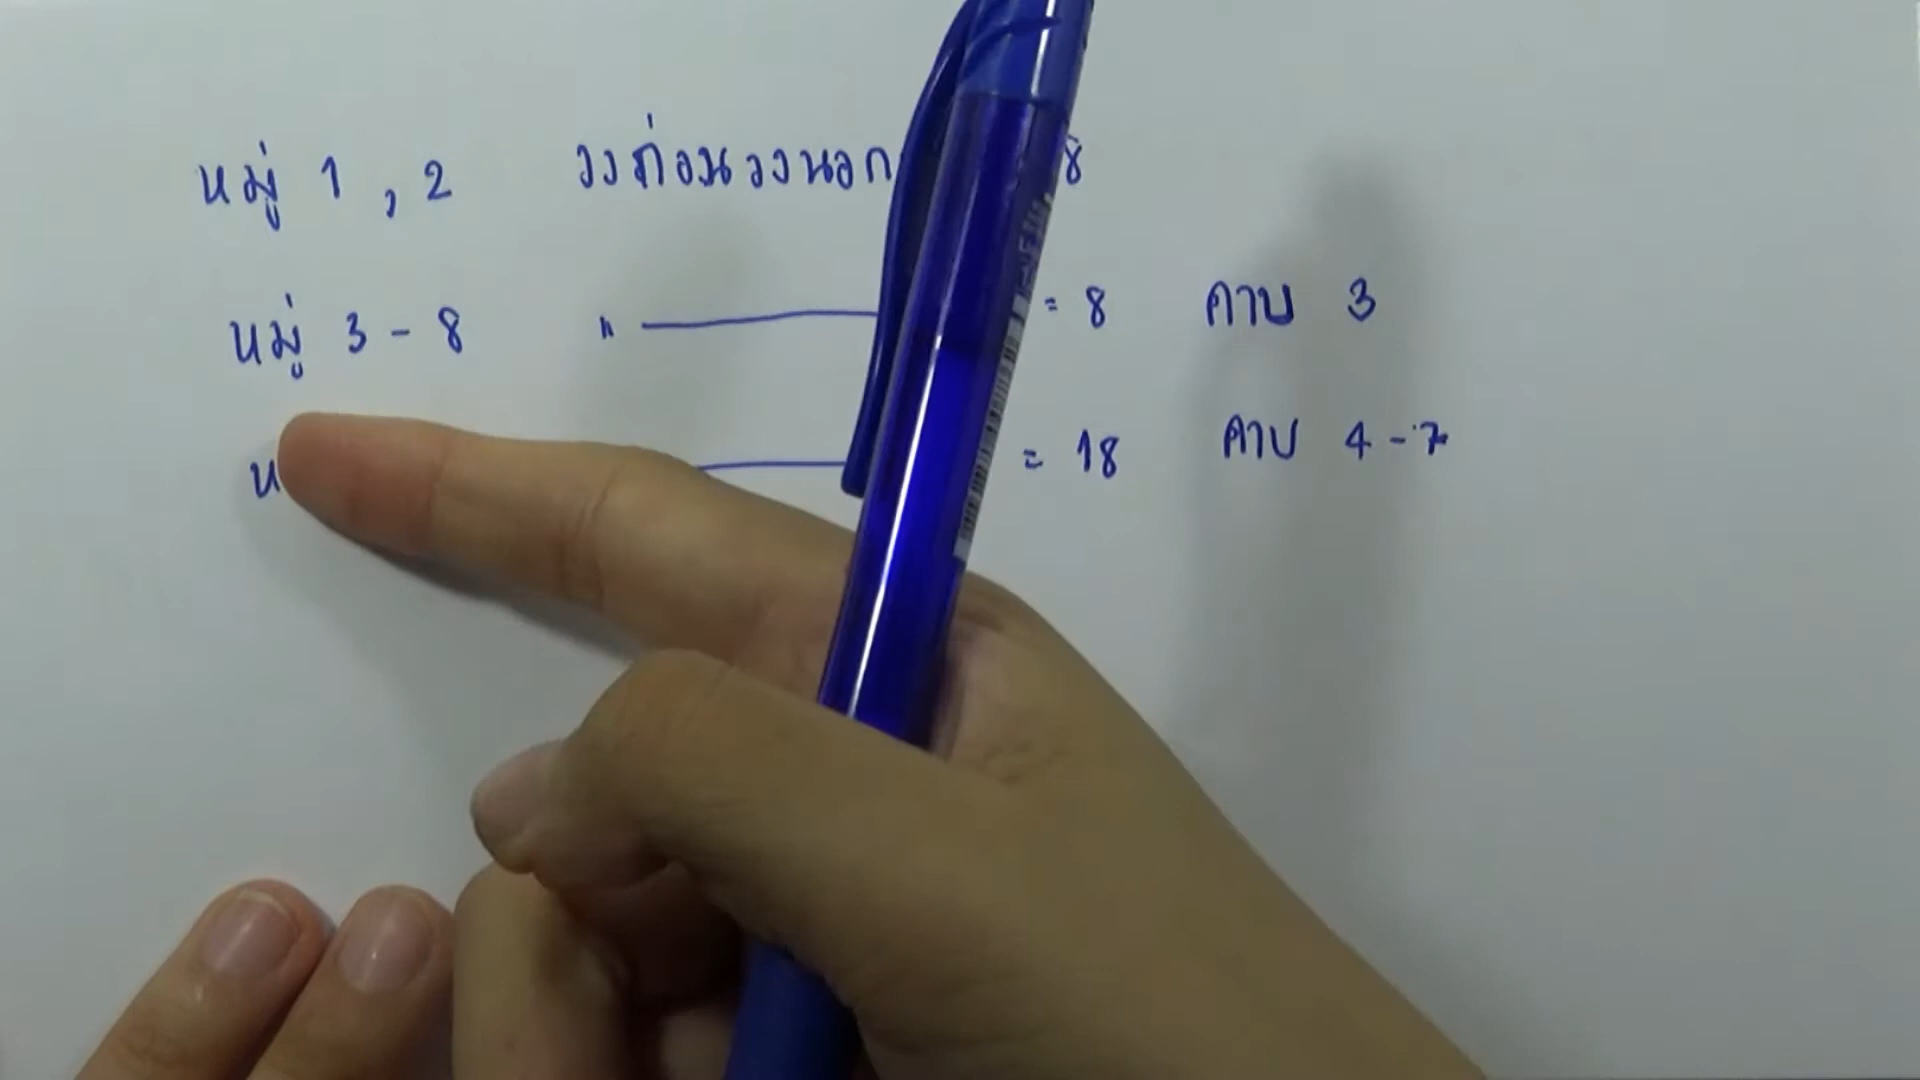 หมู่ 1 , 2 วงก่อนวงนอก 8
หมู่ 3 - 8 " = 8 คาบ 3
ห = 18 คาบ 4 - 7